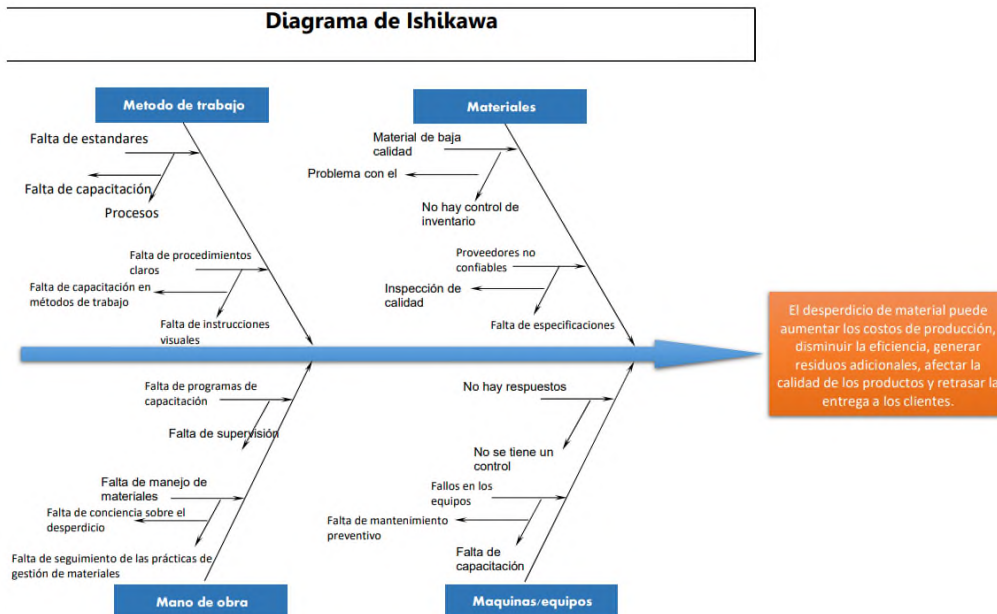 Diagrama de Ishikawa
Metodo de trabajo
Materiales
Falta de estandares
Falta de capacitación
Procesos
Falta de procedimientos
claros
Falta de capacitación en
métodos de trabajo
Falta de instrucciones
visuales
Material de baja
calidad
Problema con el
No hay control de
inventario
Proveedores no
confiables
Inspección de
calidad
Falta de especificaciones
El desperdicio de material puede
aumentar los costos de producción,
disminuir la eficiencia, generar
residuos adicionales, afectar la
calidad de los productos y retrasar la
entrega a los clientes.
Falta de programas de
capacitación
Falta de supervisión
Falta de manejo de
materiales
Falta de conciencia sobre el
desperdicio
Falta de seguimiento de las prácticas de
gestión de materiales
No hay respuestos
No se tiene un
control
Fallos en los
equipos
Falta de mantenimiento
preventivo
Falta de
capacitación
Mano de obra
Maquinas/equipos